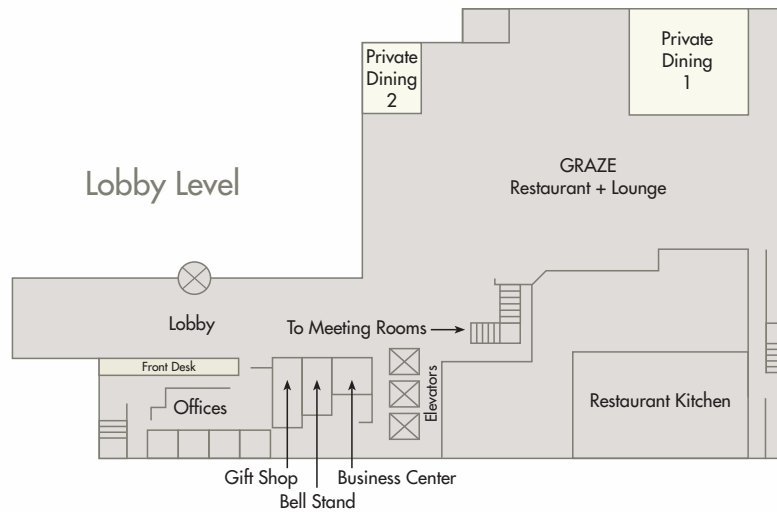 Private
Dining
1
Private
Dining
2
Lobby Level
GRAZE
Restaurant + Lounge
Lobby
To Meeting Rooms
Front Desk
Elevators
Offices
Restaurant Kitchen
Gift Shop
Business Center
Bell Stand